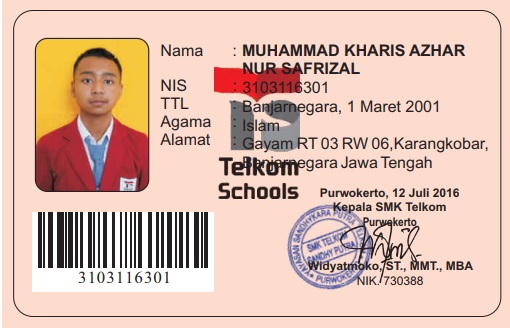 Nama : MUHAMMAD KHARIS AZHAR
NUR SAFRIZAL
NIS : 3103116301
TTL : Banjarnegara, 1 Maret 2001
Agama : Islam
Alamat : Gayam RT 03 RW 06,Karangkobar,
Banjarnegara Jawa Tengah
Telkom
Schools
Purwokerto, 12 Juli 2016
Kepala SMK Telkom
Purwekerto
YAYASAN SANDHYKARA PUTRA
SMK TELKOM
SANDHY PUTRA
PURWOKERTO
Widyatmoko, ST., MMT., MBA
NIK. 730388
3103116301